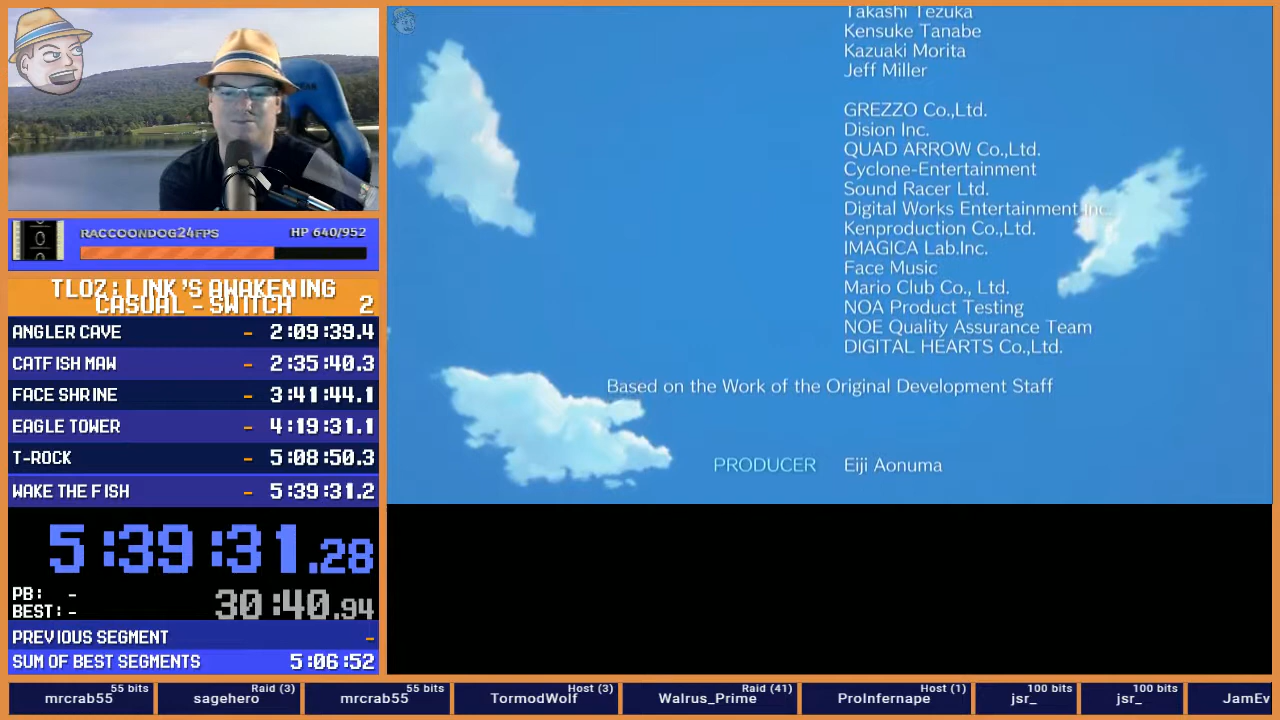 RACCOONDOG24FPS HP 640/952
0
TLOZ: LINK'S AWAKENING
CASUAL - SWITCH 2
ANGLER CAVE - 2:09:39.4
CATFISH MAW - 2:35:40.3
FACE SHRINE - 3:41:44.1
EAGLE TOWER - 4:19:31.1
T-ROCK - 5:08:50.3
WAKE THE FISH - 5:39:31.2
5:39:31.28
PB: -
BEST: - 30:40.94
PREVIOUS SEGMENT -
SUM OF BEST SEGMENTS 5:06:52
Takashi Tezuka
Kensuke Tanabe
Kazuaki Morita
Jeff Miller
GREZZO Co.,Ltd.
Dision Inc.
QUAD ARROW Co.,Ltd.
Cyclone-Entertainment
Sound Racer Ltd.
Digital Works Entertainment Inc.
Kenproduction Co.,Ltd.
IMAGICA Lab.Inc.
Face Music
Mario Club Co., Ltd.
NOA Product Testing
NOE Quality Assurance Team
DIGITAL HEARTS Co.,Ltd.
Based on the Work of the Original Development Staff
PRODUCER Eiji Aonuma
mrcrab55 55 bits
sagehero Raid (3)
mrcrab55 55 bits
TormodWolf Host (3)
Walrus_Prime Raid (41)
ProInfernape Host (1)
jsr_ 100 bits
jsr_ 100 bits
JamEv